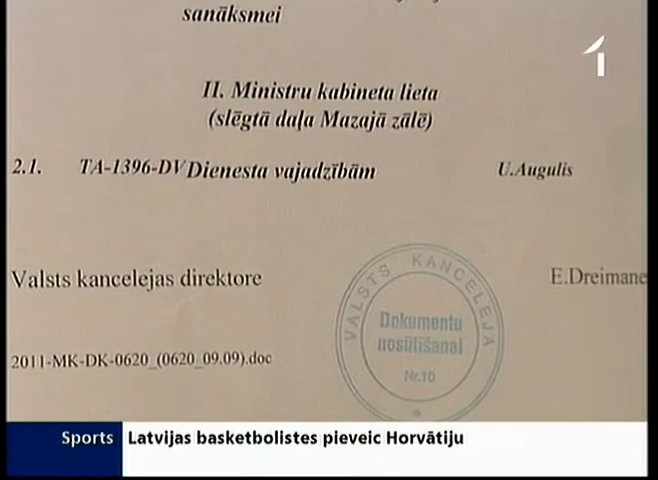 sanāksmei
1
II. Ministru kabineta lieta
(slēgtā daļa Mazajā zālē)
2.1. TA-1396-DV Dienesta vajadzībām U.Augulis
Valsts kancelejas direktore E.Dreimane
VALSTS KANCELEJA
Dokumentu
nosūtīšanai
Nr.10
2011-MK-DK-0620_(0620_09.09).doc
Sports Latvijas basketbolistes pieveic Horvātiju